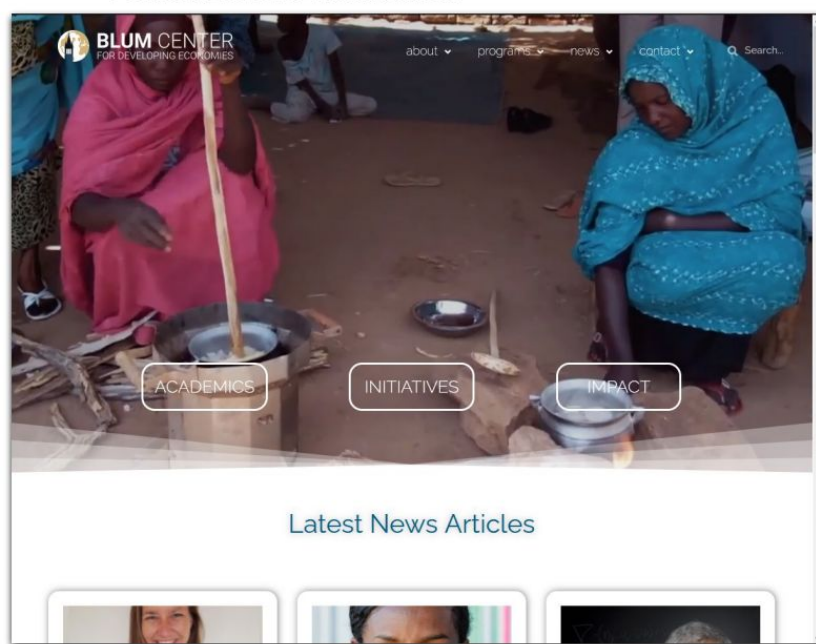 BLUM CENTER
FOR DEVELOPING ECONOMIES
about programs news contact Search...
ACADEMICS INITIATIVES IMPACT
Latest News Articles